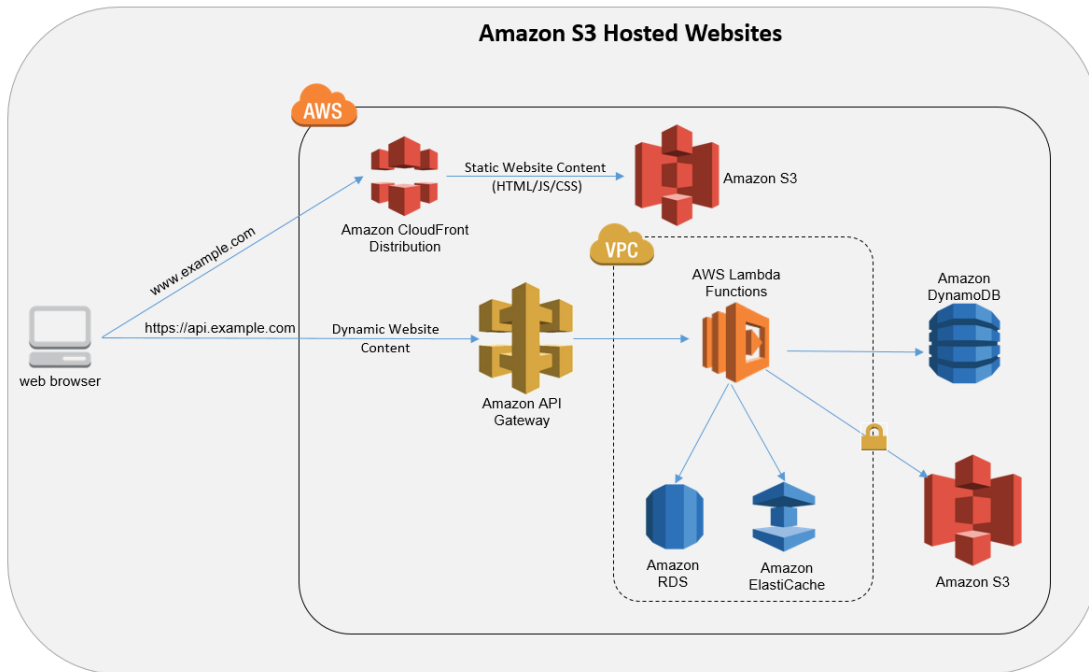 Amazon S3 Hosted Websites
AWS
Static Website Content
(HTML/JS/CSS)
Amazon S3
Amazon CloudFront
Distribution
www.example.com
VPC
AWS Lambda
Functions
Amazon
DynamoDB
https://api.example.com
Dynamic Website
Content
web browser
Amazon API
Gateway
Amazon
RDS
Amazon
ElastiCache
Amazon S3